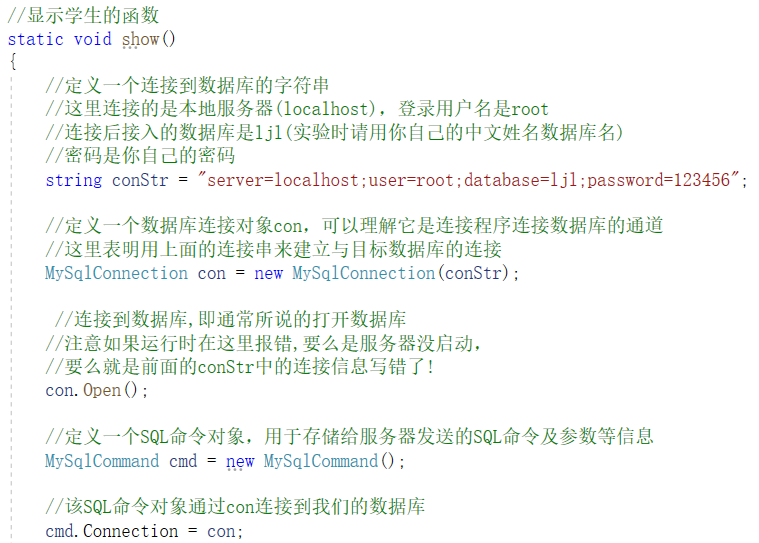 //显示学生的函数
static void show()
{
//定义一个连接到数据库的字符串
//这里连接的是本地服务器(localhost)，登录用户名是root
//连接后接入的数据库是ljl(实验时请用你自己的中文姓名数据库名)
//密码是你自己的密码
string conStr = "server=localhost;user=root;database=ljl;password=123456";
//定义一个数据库连接对象con，可以理解它是连接程序连接数据库的通道
//这里表明用上面的连接串来建立与目标数据库的连接
MySqlConnection con = new MySqlConnection(conStr);
//连接到数据库,即通常所说的打开数据库
//注意如果运行时在这里报错,要么是服务器没启动，
//要么就是前面的conStr中的连接信息写错了!
con.Open();
//定义一个SQL命令对象，用于存储给服务器发送的SQL命令及参数等信息
MySqlCommand cmd = new MySqlCommand();
//该SQL命令对象通过con连接到我们的数据库
cmd.Connection = con;